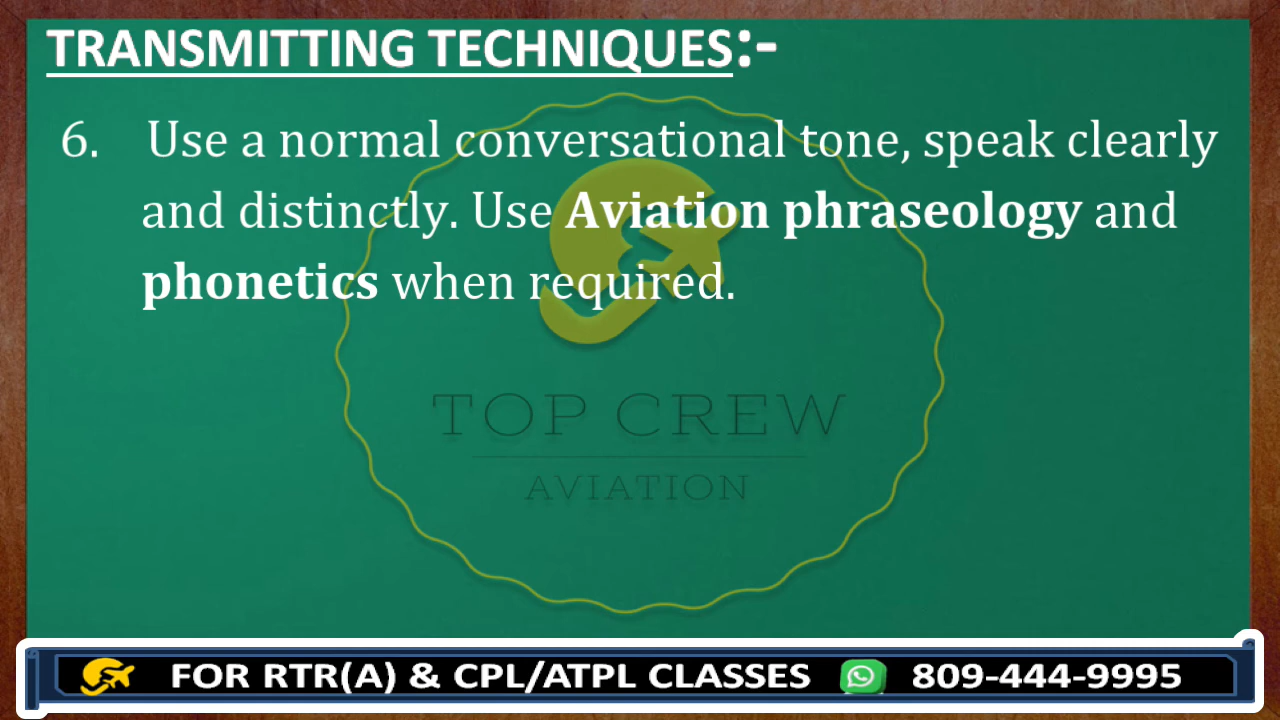 TRANSMITTING TECHNIQUES:-
6. Use a normal conversational tone, speak clearly
and distinctly. Use Aviation phraseology and
phonetics when required.
TOP CREW
AVIATION
FOR RTR(A) & CPL/ATPL CLASSES 809-444-9995